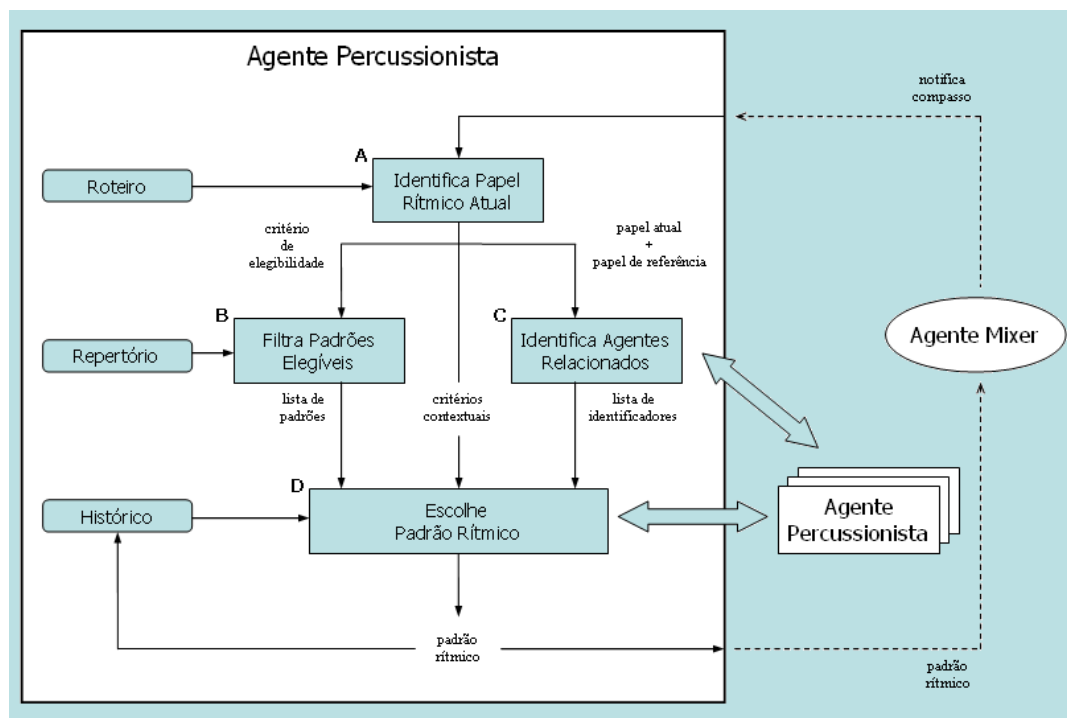 Agente Percussionista
notifica
compasso
A
Identifica Papel
Rítmico Atual
Roteiro
critério
de
elegibilidade
papel atual
+
papel de referência
B
Filtra Padrões
Elegíveis
C
Identifica Agentes
Relacionados
Repertório
Agente Mixer
lista de
padrões
critérios
contextuais
lista de
identificadores
D
Escolhe
Padrão Rítmico
Histórico
Agente
Percussionista
padrão
rítmico
padrão
rítmico